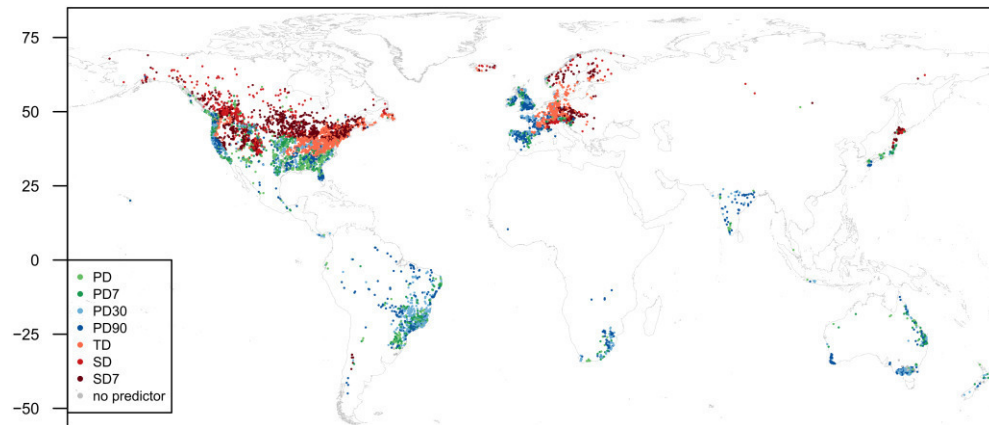 75
50
25
0
−25
−50
PD
PD7
PD30
PD90
TD
SD
SD7
no predictor